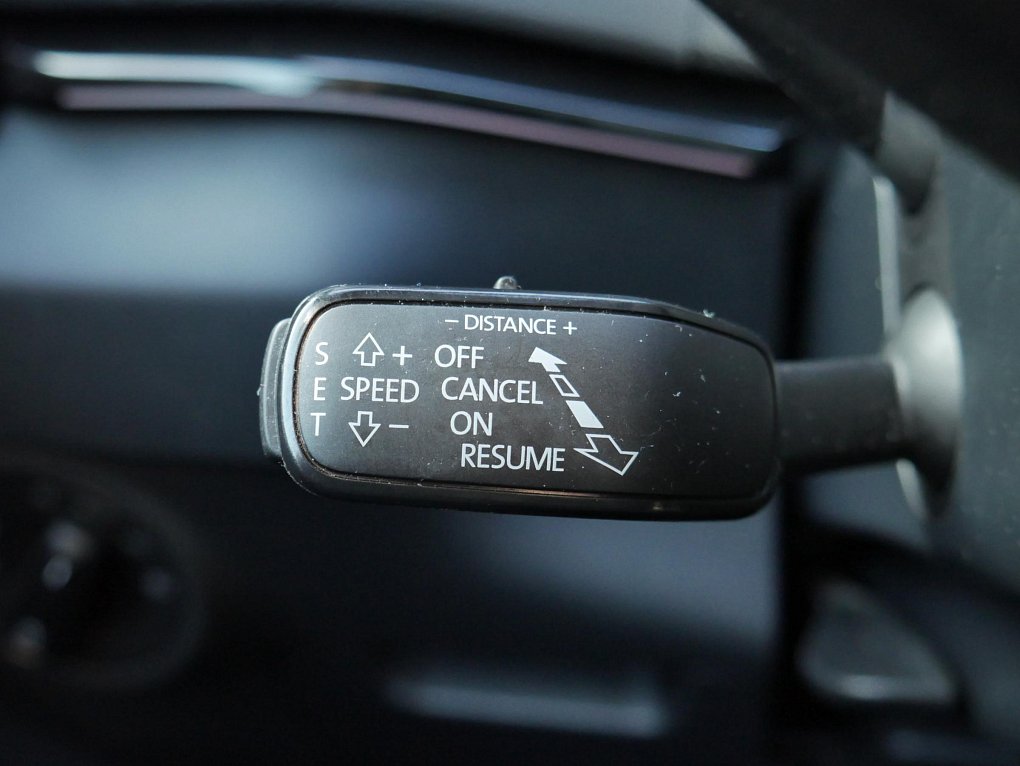 − DISTANCE +
S + OFF
E SPEED CANCEL
T − ON
RESUME